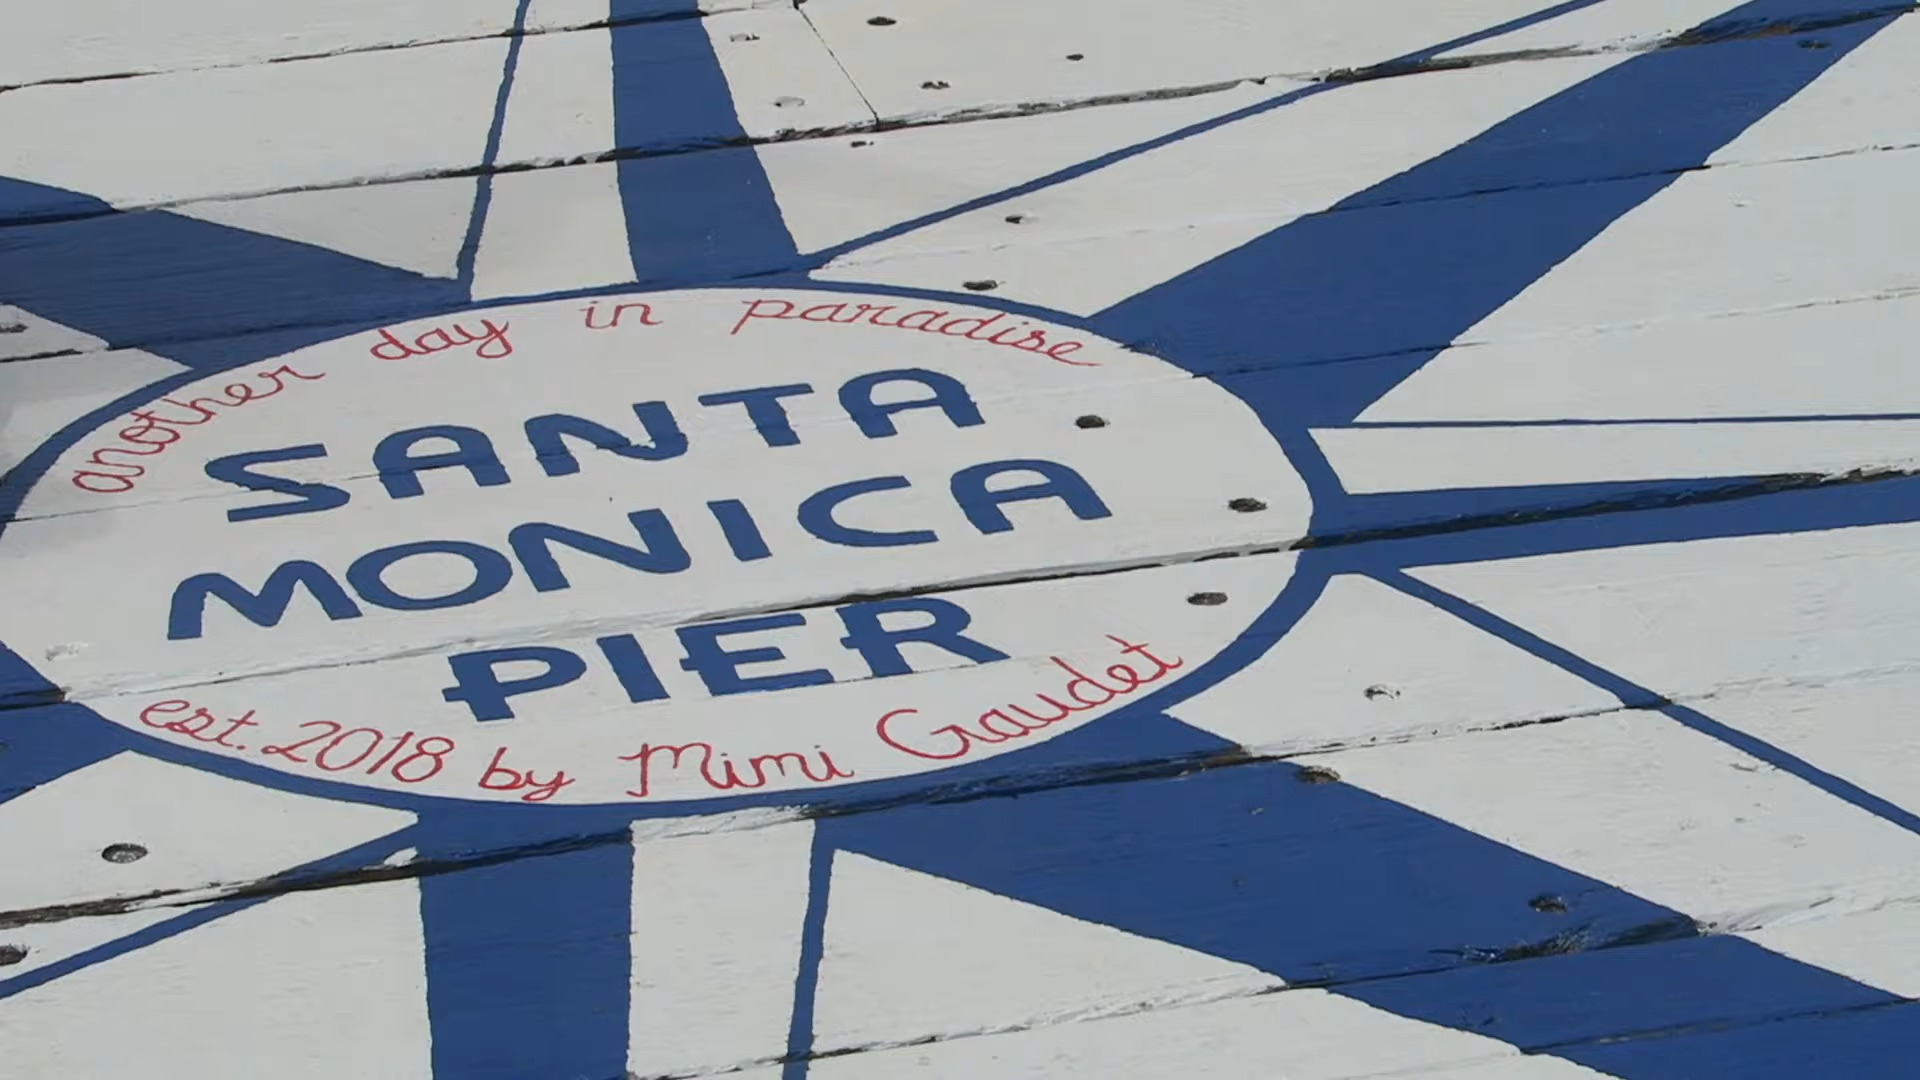 another day in paradise
SANTA
MONICA
PIER
est. 2018 by Mimi Gaudet